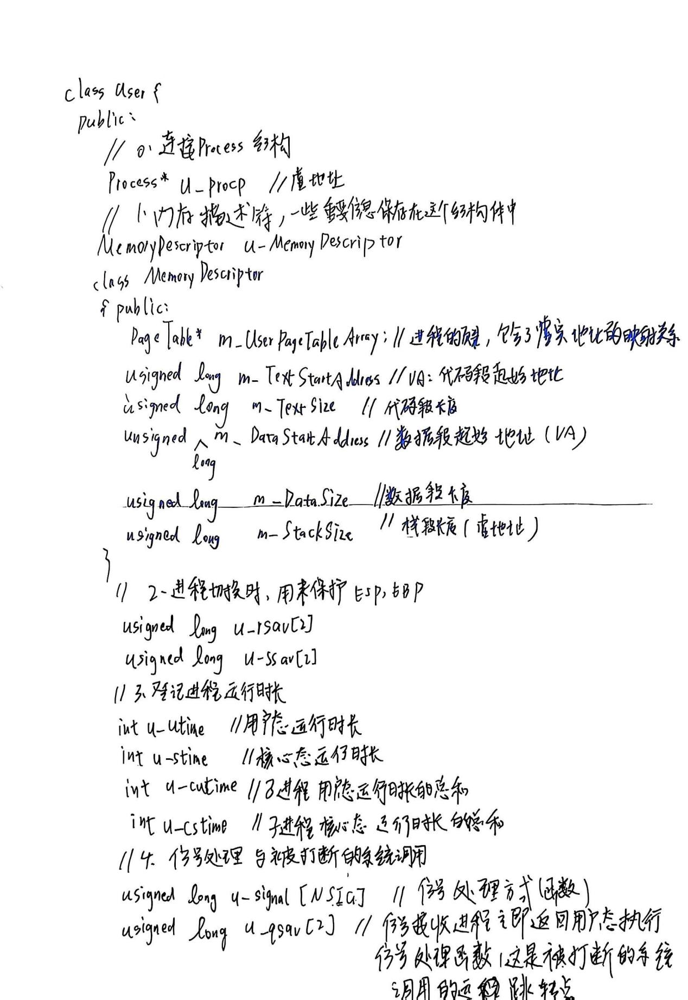 class User {
public:
// 0. 连接Process 结构
Process* u_procp //虚地址
// 1. 内存描述符，一些重要信息保存在这个结构体中
MemoryDescriptor u-MemoryDescriptor
class MemoryDescriptor
{ public:
PageTable* m_UserPageTableArray; // 进程的页表，包含了虚实地址的映射关系
usigned long m_TextStartAddress // VA: 代码段起始地址
usigned long m_TextSize // 代码段长度
unsigned long m_DataStartAddress // 数据段起始地址 (VA)
usigned long m_DataSize // 数据段长度
usigned long m_StackSize // 栈段长度 (虚地址)
}
// 2. 进程切换时，用来保护ESP, EBP
usigned long u_rsav[2]
usigned long u-ssav[2]
// 3. 登记进程运行时长
int u_utime // 用户态运行时长
int u-stime // 核心态运行时长
int u-cutime // 子进程用户态运行时长的总和
int u_cstime // 子进程核心态运行时长的总和
// 4. 信号处理与被打断的系统调用
usigned long u-signal [NSIG] // 信号处理方式 (函数)
usigned long u_qsav[2] // 信号接收进程立即返回用户态执行
信号处理函数，这是被打断的系统
调用的远程跳转点